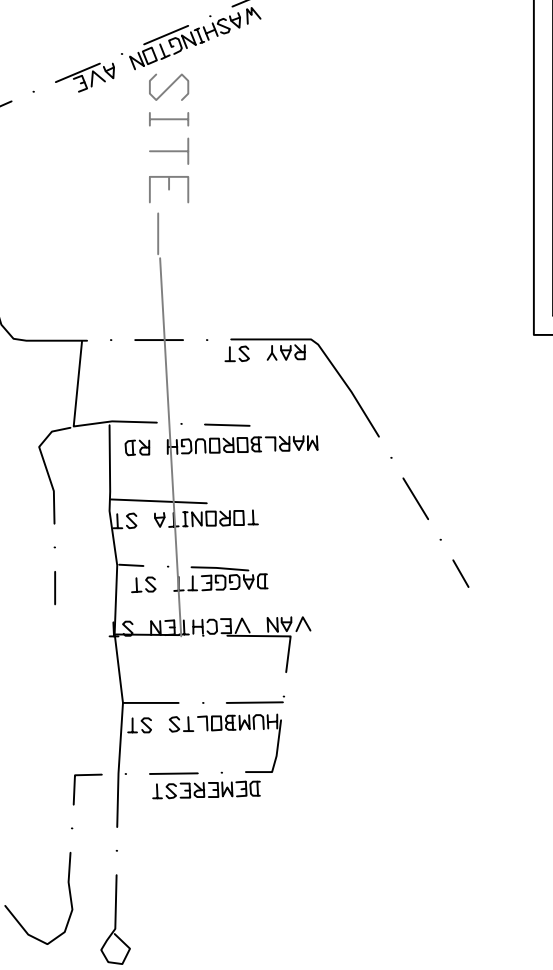 WASHINGTON AVE
SITE
RAY ST
MARLBOROUGH RD
TORONITA ST
DAGGETT ST
VAN VECHTEN ST
HUMBOLTS ST
DEMEREST